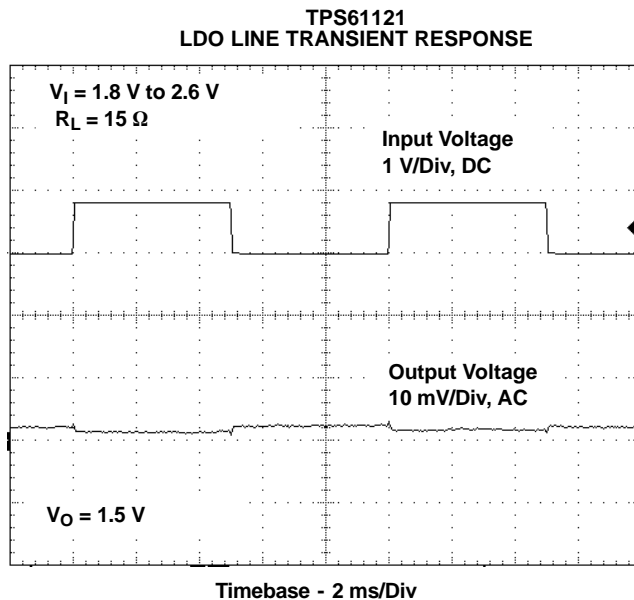 TPS61121
LDO LINE TRANSIENT RESPONSE
VI = 1.8 V to 2.6 V
RL = 15 Ω
Input Voltage
1 V/Div, DC
Output Voltage
10 mV/Div, AC
VO = 1.5 V
Timebase - 2 ms/Div